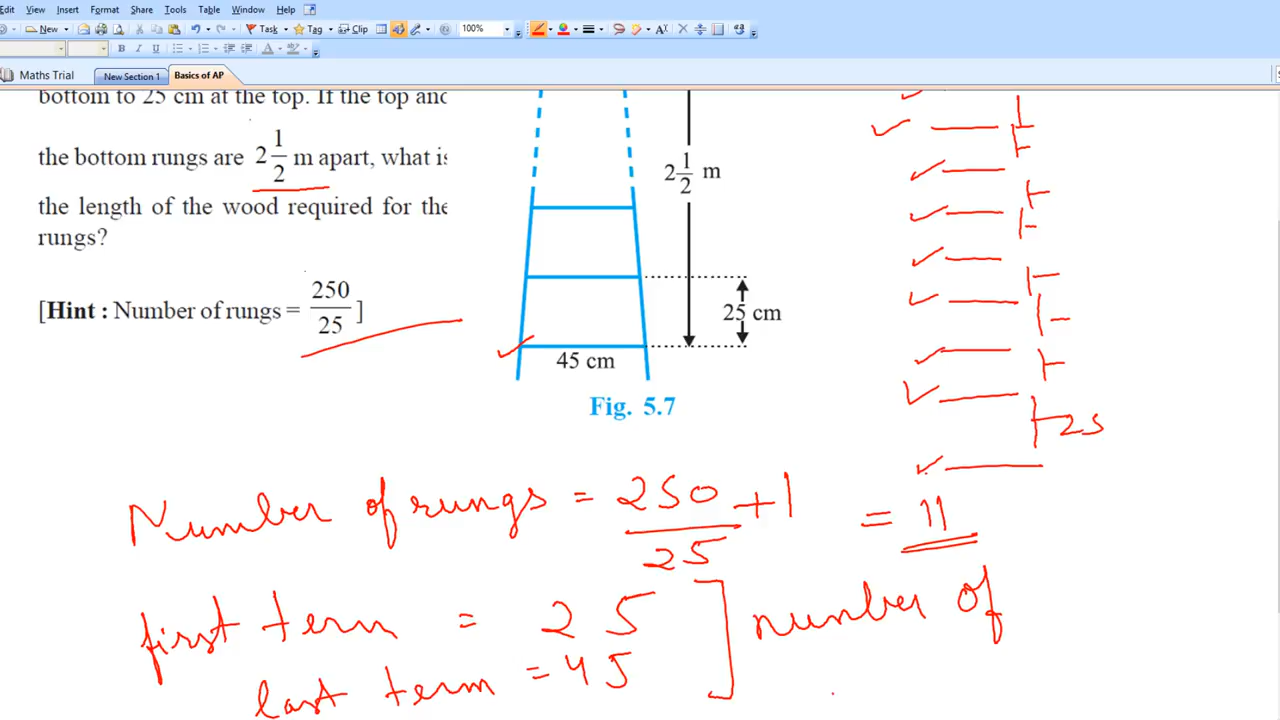 Edit View Insert Format Share Tools Table Window Help
New Task Tag Clip 100%
B I U A
Maths Trial New Section 1 Basics of AP
bottom to 25 cm at the top. If the top and
the bottom rungs are 2 1/2 m apart, what is
the length of the wood required for the
rungs?
[Hint : Number of rungs = 250/25 ]
2 1/2 m
25 cm
45 cm
Fig. 5.7
25
Number of rungs = 250/25 + 1 = 11
first term = 25 ] number of
last term = 45